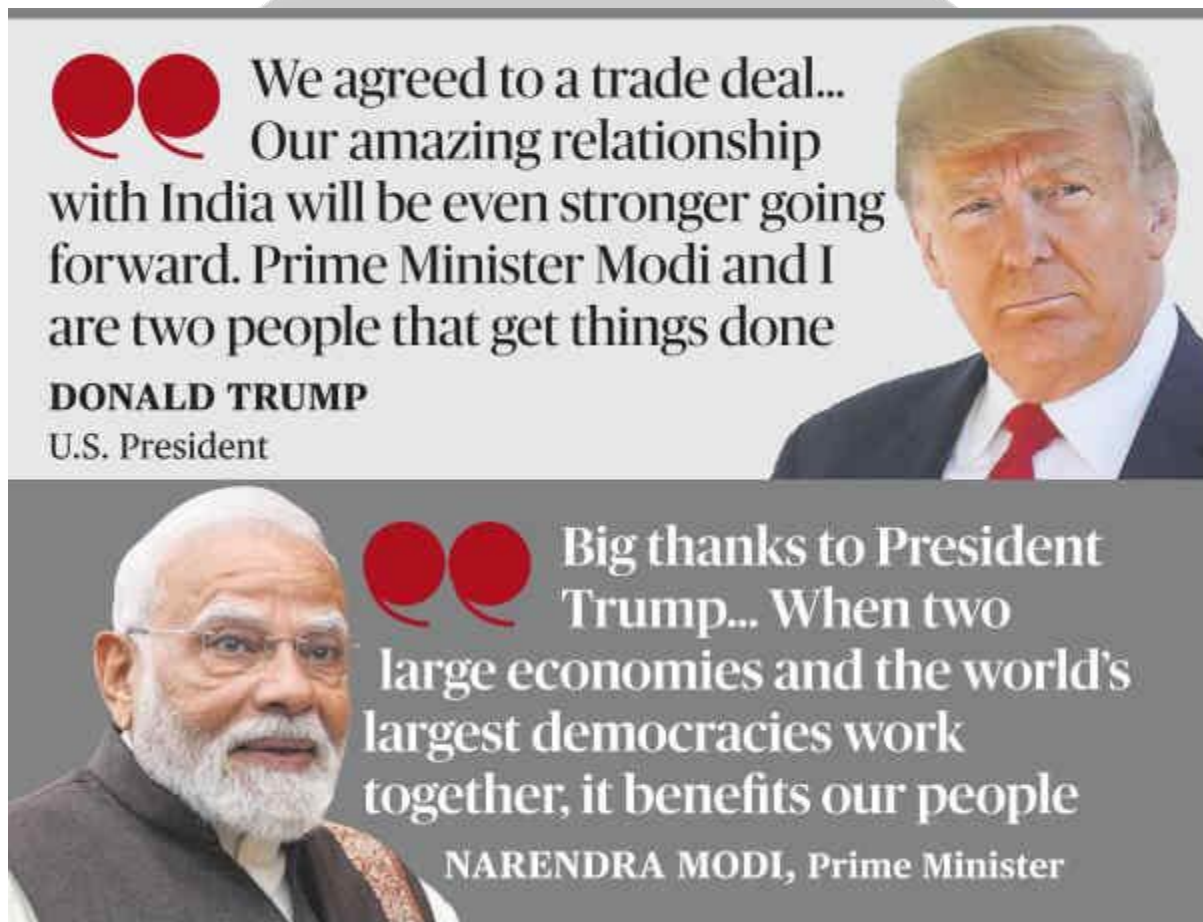 We agreed to a trade deal...
Our amazing relationship
with India will be even stronger going
forward. Prime Minister Modi and I
are two people that get things done
DONALD TRUMP
U.S. President
Big thanks to President
Trump... When two
large economies and the world’s
largest democracies work
together, it benefits our people
NARENDRA MODI, Prime Minister